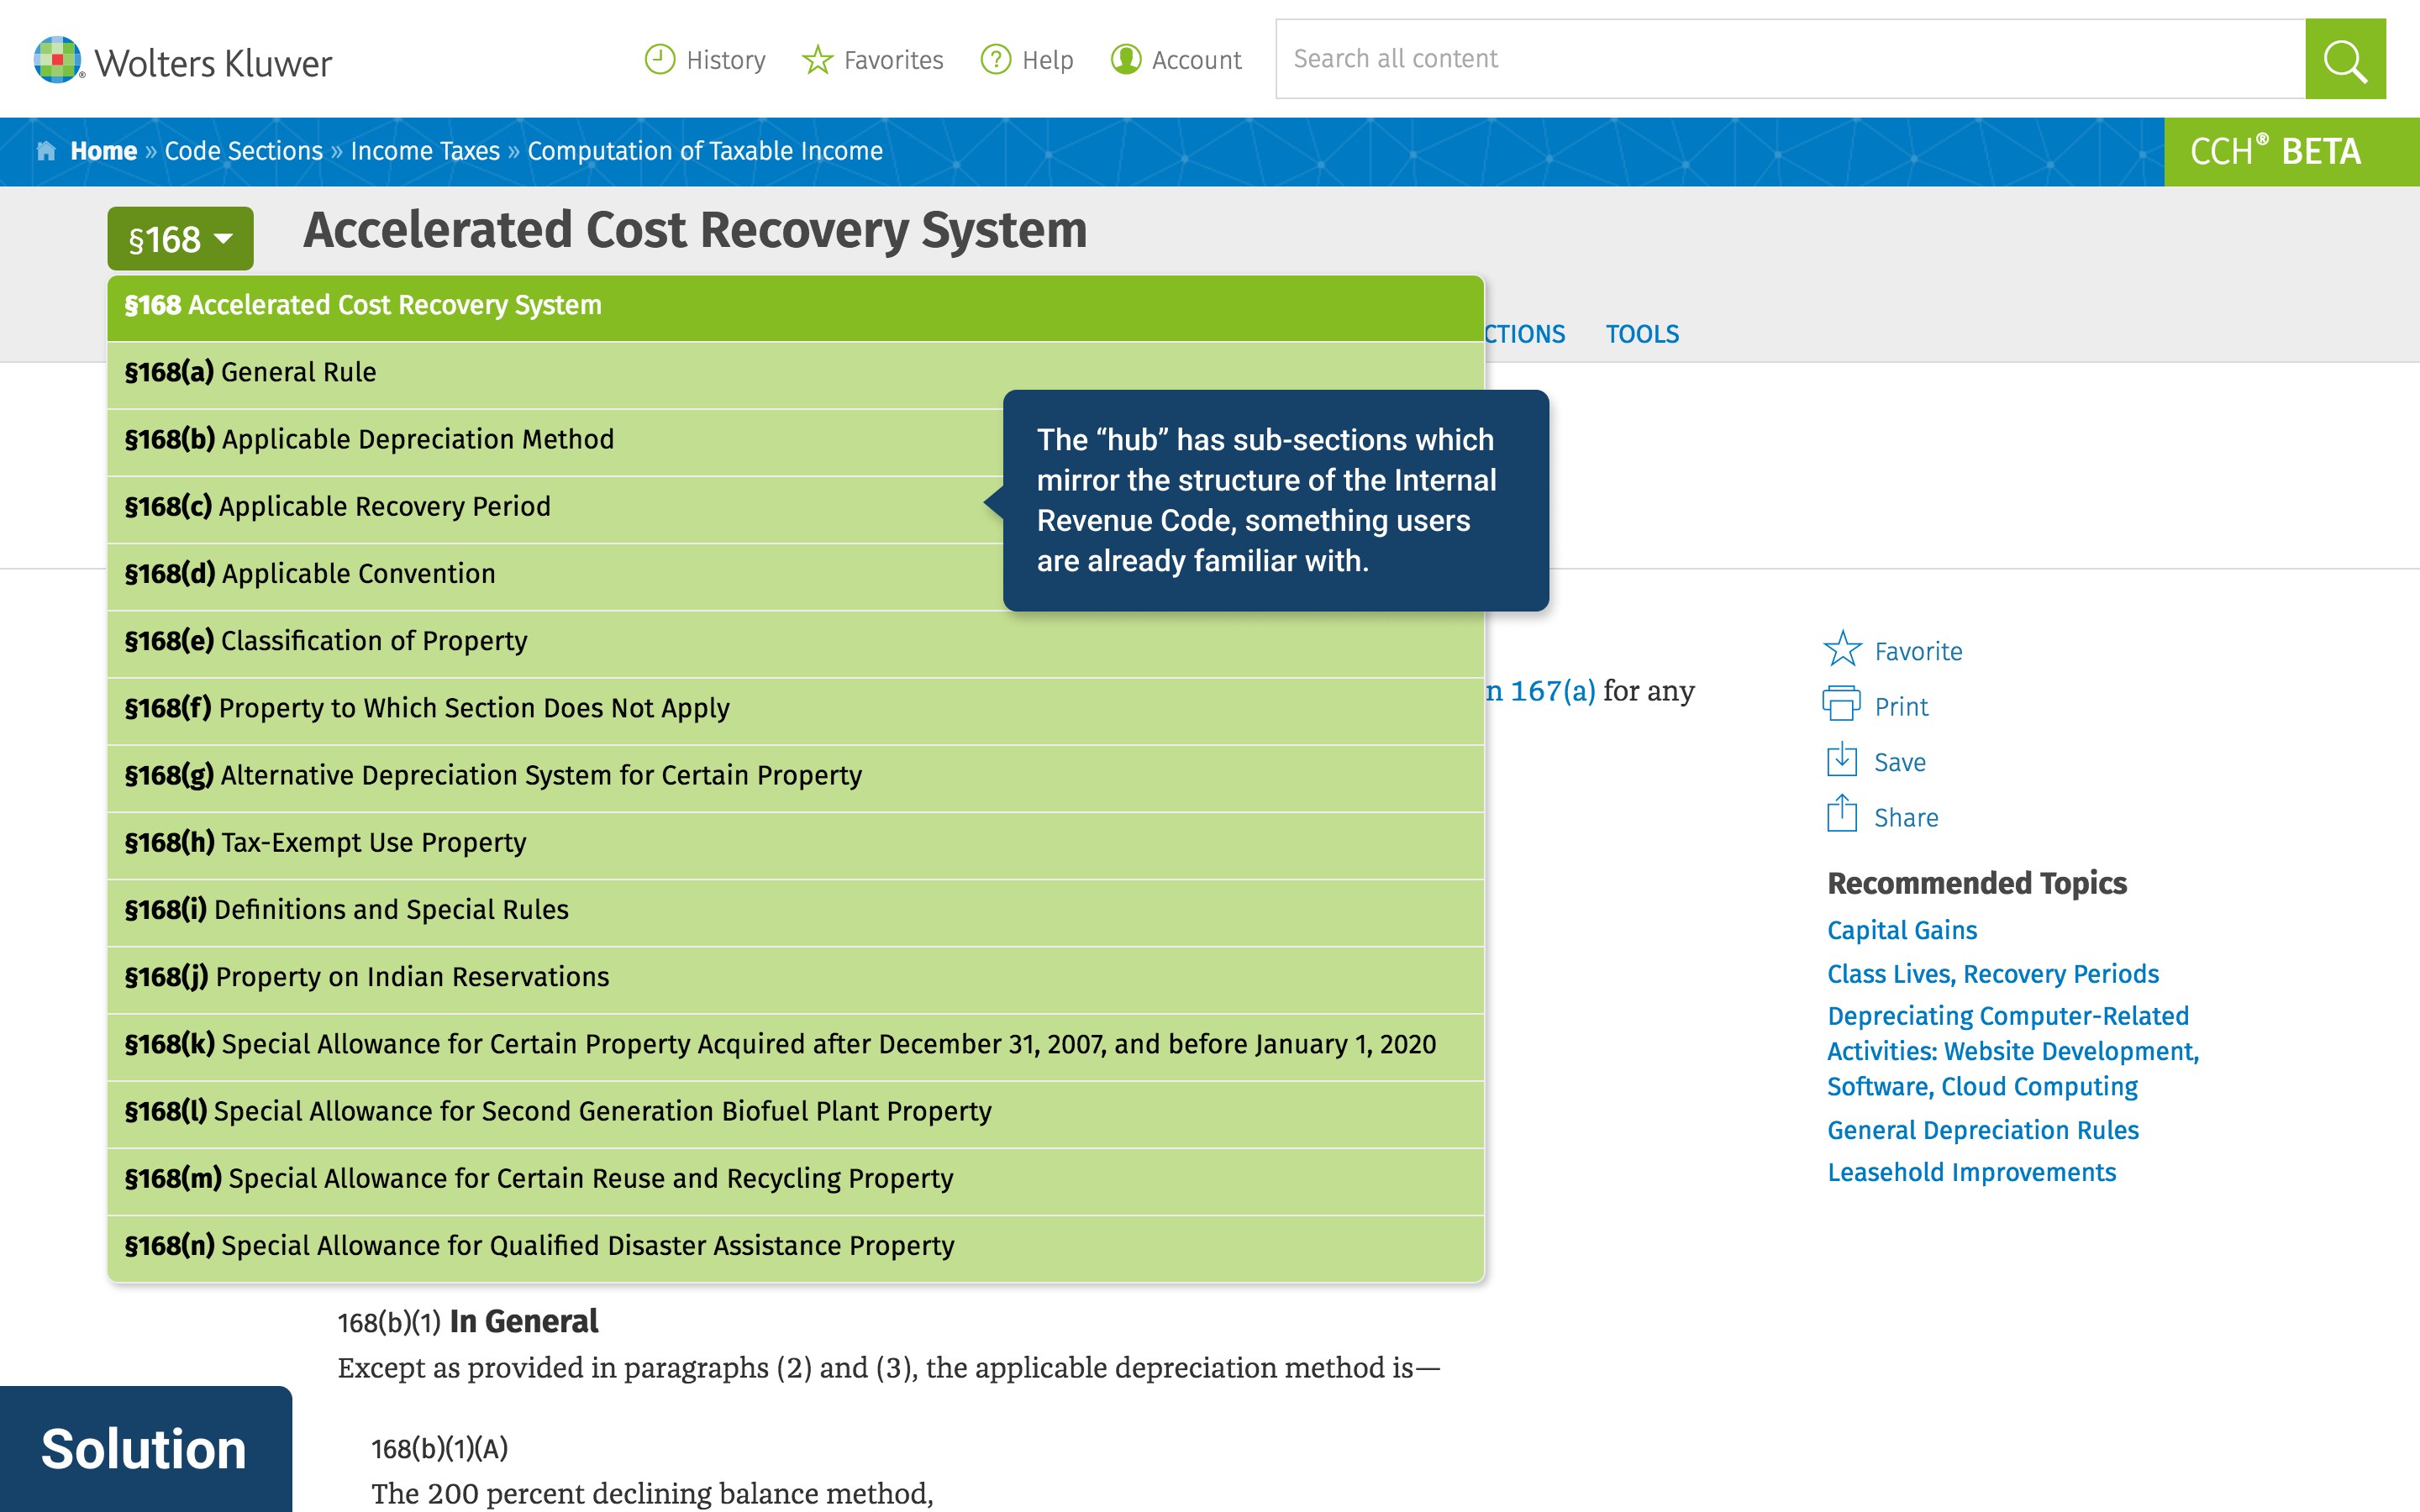 Wolters Kluwer
History
Favorites
Help
Account
Search all content
Home » Code Sections » Income Taxes » Computation of Taxable Income
CCH® BETA
§168
Accelerated Cost Recovery System
§168 Accelerated Cost Recovery System
TOOLS
§168(a) General Rule
§168(b) Applicable Depreciation Method
§168(c) Applicable Recovery Period
§168(d) Applicable Convention
§168(e) Classification of Property
§168(f) Property to Which Section Does Not Apply
§168(g) Alternative Depreciation System for Certain Property
§168(h) Tax-Exempt Use Property
§168(i) Definitions and Special Rules
§168(j) Property on Indian Reservations
§168(k) Special Allowance for Certain Property Acquired after December 31, 2007, and before January 1, 2020
§168(l) Special Allowance for Second Generation Biofuel Plant Property
§168(m) Special Allowance for Certain Reuse and Recycling Property
§168(n) Special Allowance for Qualified Disaster Assistance Property
The “hub” has sub-sections which
mirror the structure of the Internal
Revenue Code, something users
are already familiar with.
167(a) for any
Favorite
Print
Save
Share
Recommended Topics
Capital Gains
Class Lives, Recovery Periods
Depreciating Computer-Related
Activities: Website Development,
Software, Cloud Computing
General Depreciation Rules
Leasehold Improvements
168(b)(1) In General
Except as provided in paragraphs (2) and (3), the applicable depreciation method is—
168(b)(1)(A)
The 200 percent declining balance method,
Solution